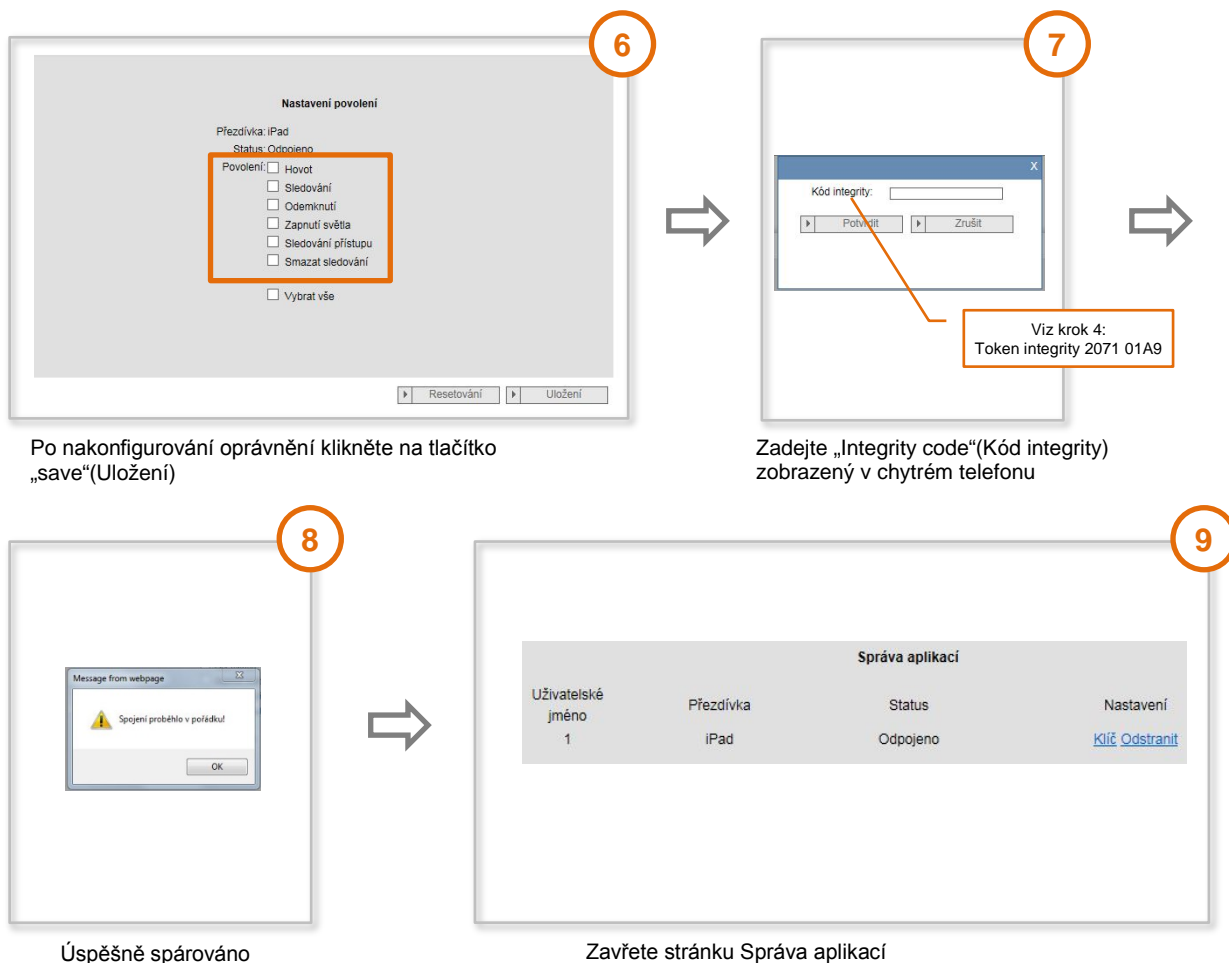 6
Nastavení povolení
Přezdívka: iPad
Status: Odpojeno
Povolení: Hovot
Sledování
Odemknutí
Zapnutí světla
Sledování přístupu
Smazat sledování
Vybrat vše
Resetování Uložení
Po nakonfigurování oprávnění klikněte na tlačítko
„save“(Uložení)
7
X
Kód integrity:
Potvrdit Zrušit
Viz krok 4:
Token integrity 2071 01A9
Zadejte „Integrity code“(Kód integrity)
zobrazený v chytrém telefonu
8
Message from webpage
Spojení proběhlo v pořádku!
OK
Úspěšně spárováno
9
Správa aplikací
Uživatelské
jméno Přezdívka Status Nastavení
1 iPad Odpojeno Klíč Odstranit
Zavřete stránku Správa aplikací